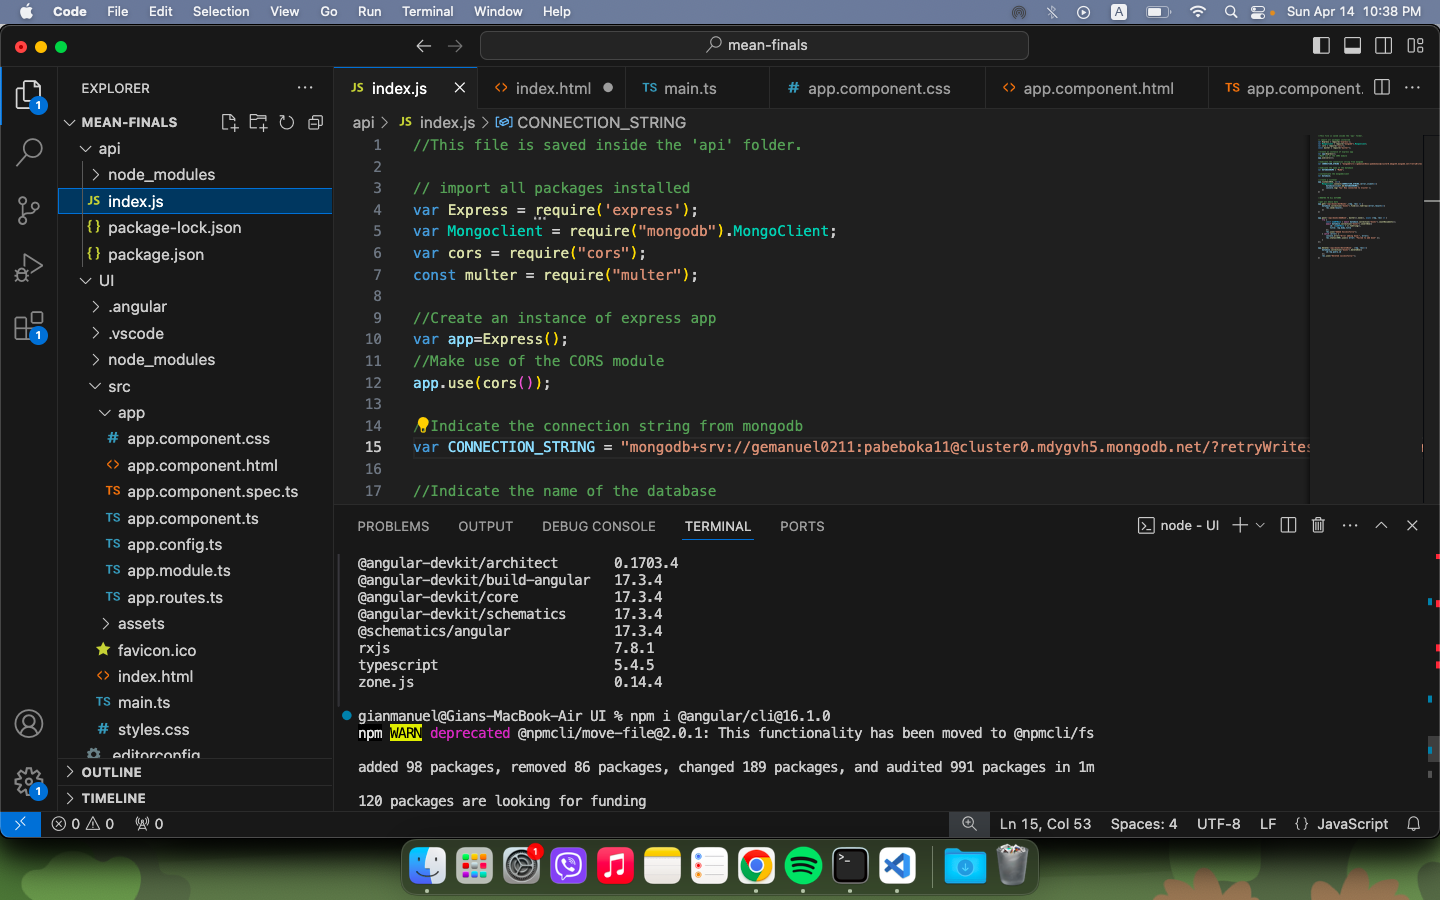 Code File Edit Selection View Go Run Terminal Window Help A Sun Apr 14 10:38 PM
mean-finals
EXPLORER
MEAN-FINALS
api
node_modules
JS index.js
{} package-lock.json
{} package.json
UI
.angular
.vscode
node_modules
src
app
# app.component.css
<> app.component.html
TS app.component.spec.ts
TS app.component.ts
TS app.config.ts
TS app.module.ts
TS app.routes.ts
assets
favicon.ico
<> index.html
TS main.ts
# styles.css
.editorconfig
OUTLINE
TIMELINE
1
1
1
JS index.js <> index.html TS main.ts # app.component.css <> app.component.html TS app.component.
api > JS index.js > CONNECTION_STRING
1 //This file is saved inside the 'api' folder.
2
3 // import all packages installed
4 var Express = require('express');
5 var Mongoclient = require("mongodb").MongoClient;
6 var cors = require("cors");
7 const multer = require("multer");
8
9 //Create an instance of express app
10 var app=Express();
11 //Make use of the CORS module
12 app.use(cors());
13
14 /Indicate the connection string from mongodb
15 var CONNECTION_STRING = "mongodb+srv://gemanuel0211:pabeboka11@cluster0.mdygvh5.mongodb.net/?retryWrites
16
17 //Indicate the name of the database
PROBLEMS OUTPUT DEBUG CONSOLE TERMINAL PORTS node - UI
@angular-devkit/architect 0.1703.4
@angular-devkit/build-angular 17.3.4
@angular-devkit/core 17.3.4
@angular-devkit/schematics 17.3.4
@schematics/angular 17.3.4
rxjs 7.8.1
typescript 5.4.5
zone.js 0.14.4
gianmanuel@Gians-MacBook-Air UI % npm i @angular/cli@16.1.0
npm WARN deprecated @npmcli/move-file@2.0.1: This functionality has been moved to @npmcli/fs
added 98 packages, removed 86 packages, changed 189 packages, and audited 991 packages in 1m
120 packages are looking for funding
0 0 0 Ln 15, Col 53 Spaces: 4 UTF-8 LF {} JavaScript
1